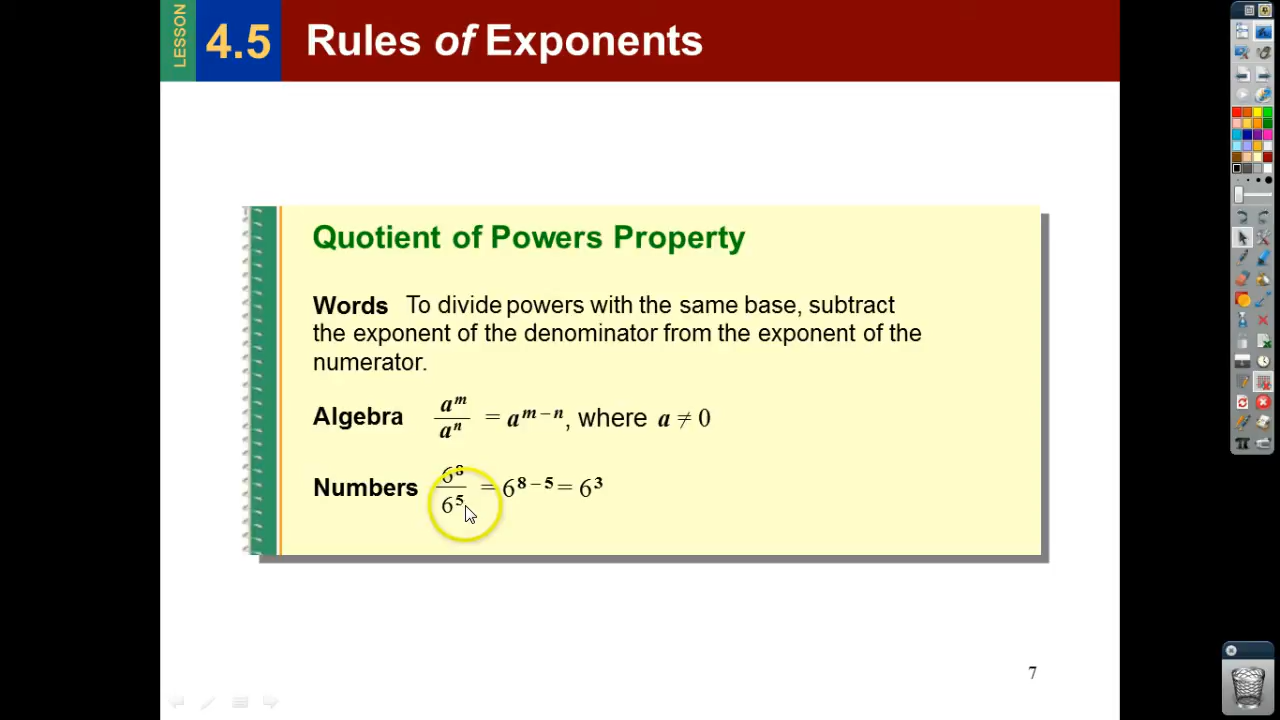 LESSON
4.5 Rules of Exponents
Quotient of Powers Property
Words To divide powers with the same base, subtract
the exponent of the denominator from the exponent of the
numerator.
Algebra a^m / a^n = a^(m – n), where a ≠ 0
Numbers 6^8 / 6^5 = 6^(8 – 5) = 6^3
7